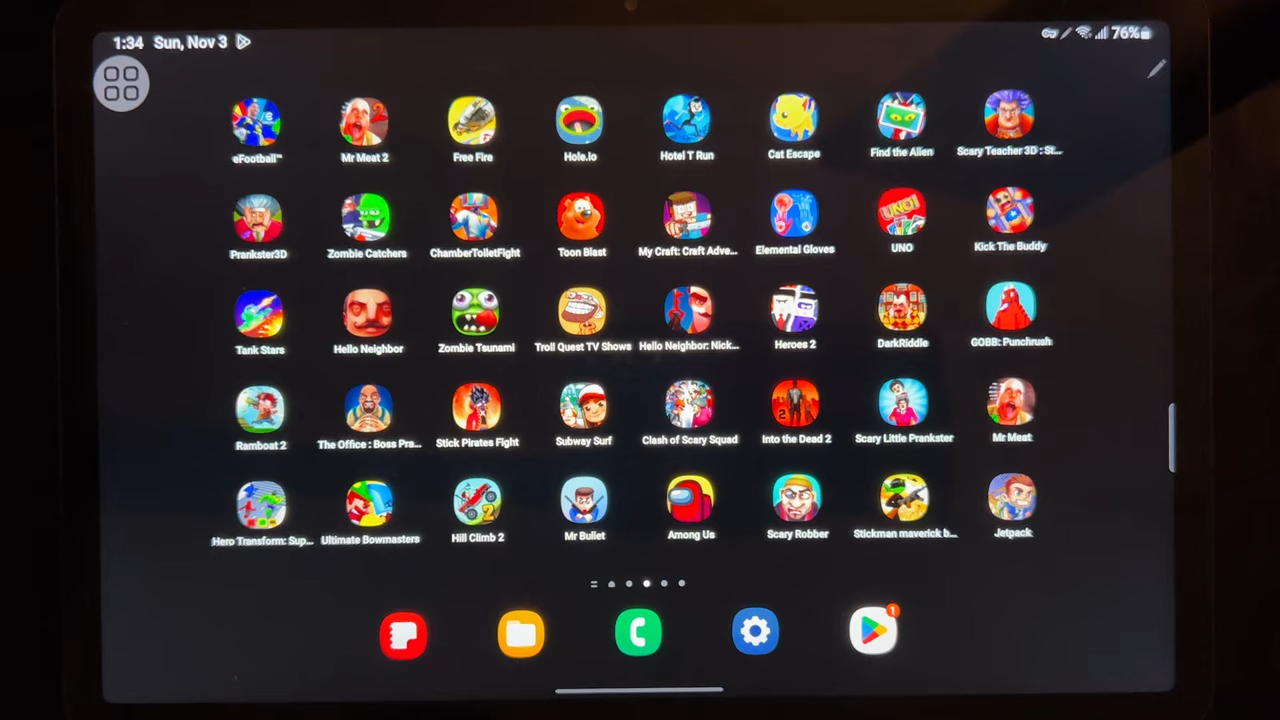 1:34 Sun, Nov 3
76%
eFootball™ Mr Meat 2 Free Fire Hole.io Hotel T Run Cat Escape Find the Alien Scary Teacher 3D : St...
UNO!
Prankster3D Zombie Catchers ChamberToiletFight Toon Blast My Craft: Craft Adve... Elemental Gloves UNO Kick The Buddy
Tank Stars Hello Neighbor Zombie Tsunami Troll Quest TV Shows Hello Neighbor: Nick... Heroes 2 DarkRiddle GOBB: Punchrush
2
Ramboat 2 The Office : Boss Pra... Stick Pirates Fight Subway Surf Clash of Scary Squad Into the Dead 2 Scary Little Prankster Mr Meat
2
Hero Transform: Sup... Ultimate Bowmasters Hill Climb 2 Mr Bullet Among Us Scary Robber Stickman maverick b... Jetpack
1